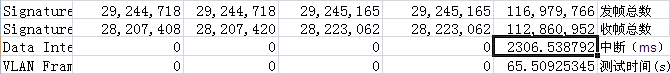 Signature 29,244,718 29,244,718 29,245,165 29,245,165 116,979,766 发帧总数
Signature 28,207,408 28,207,420 28,223,062 28,223,062 112,860,952 收帧总数
Data Inte 0 0 0 0 2306.538792 中断（ms）
VLAN Fram 0 0 0 0 65.50925345 测试时间(s)